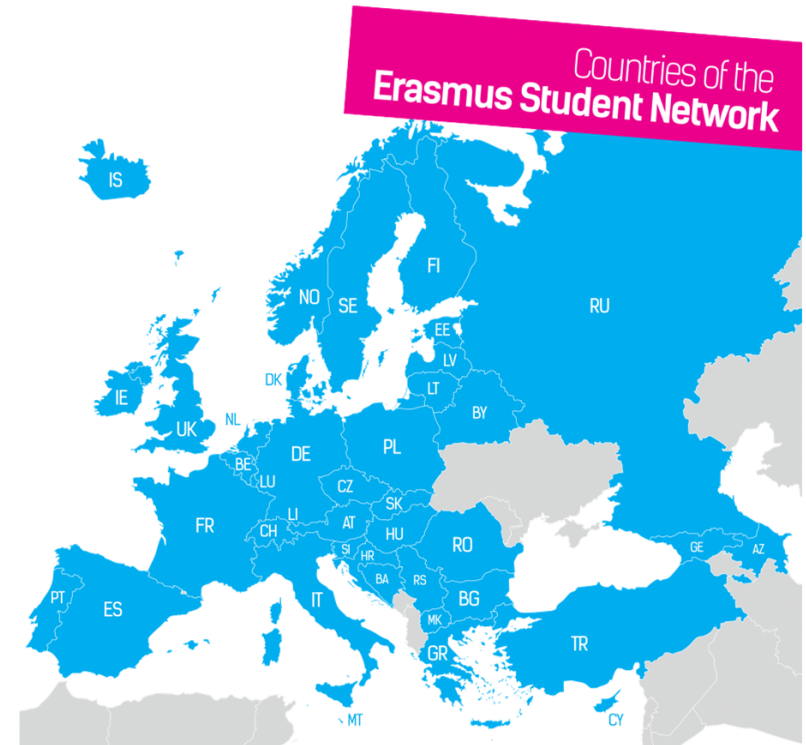 Countries of the
Erasmus Student Network
IS
FI
NO
SE
RU
EE
LV
DK
LT
IE
BY
NL
UK
PL
DE
BE
LU
CZ
SK
LI
AT
FR
CH
HU
RO
SI
HR
GE
AZ
BA
RS
PT
ES
IT
BG
MK
TR
GR
MT
CY